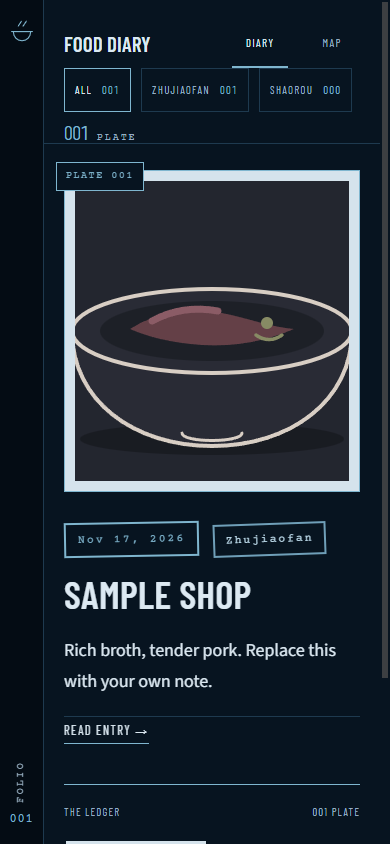 FOOD DIARY
DIARY
MAP
ALL 001
ZHUJIAOFAN 001
SHAOROU 000
001 PLATE
PLATE 001
Nov 17, 2026
Zhujiaofan
SAMPLE SHOP
Rich broth, tender pork. Replace this
with your own note.
READ ENTRY →
FOLIO
001
THE LEDGER
001 PLATE